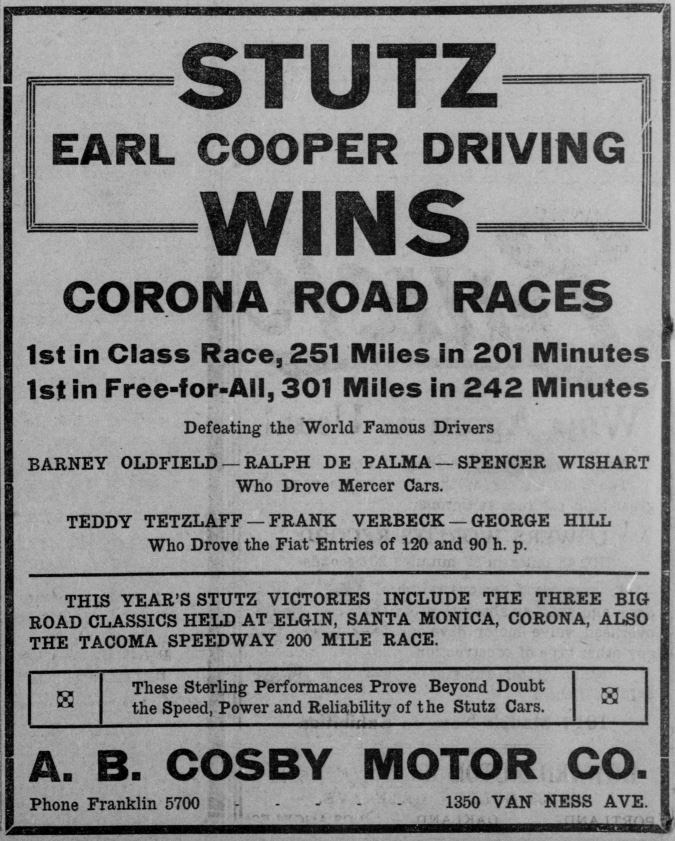 STUTZ
EARL COOPER DRIVING
WINS
CORONA ROAD RACES
1st in Class Race, 251 Miles in 201 Minutes
1st in Free-for-All, 301 Miles in 242 Minutes
Defeating the World Famous Drivers
BARNEY OLDFIELD — RALPH DE PALMA — SPENCER WISHART
Who Drove Mercer Cars.
TEDDY TETZLAFF — FRANK VERBECK — GEORGE HILL
Who Drove the Fiat Entries of 120 and 90 h. p.
THIS YEAR'S STUTZ VICTORIES INCLUDE THE THREE BIG
ROAD CLASSICS HELD AT ELGIN, SANTA MONICA, CORONA, ALSO
THE TACOMA SPEEDWAY 200 MILE RACE.
These Sterling Performances Prove Beyond Doubt
the Speed, Power and Reliability of the Stutz Cars.
A. B. COSBY MOTOR CO.
Phone Franklin 5700 - - - - - 1350 VAN NESS AVE.